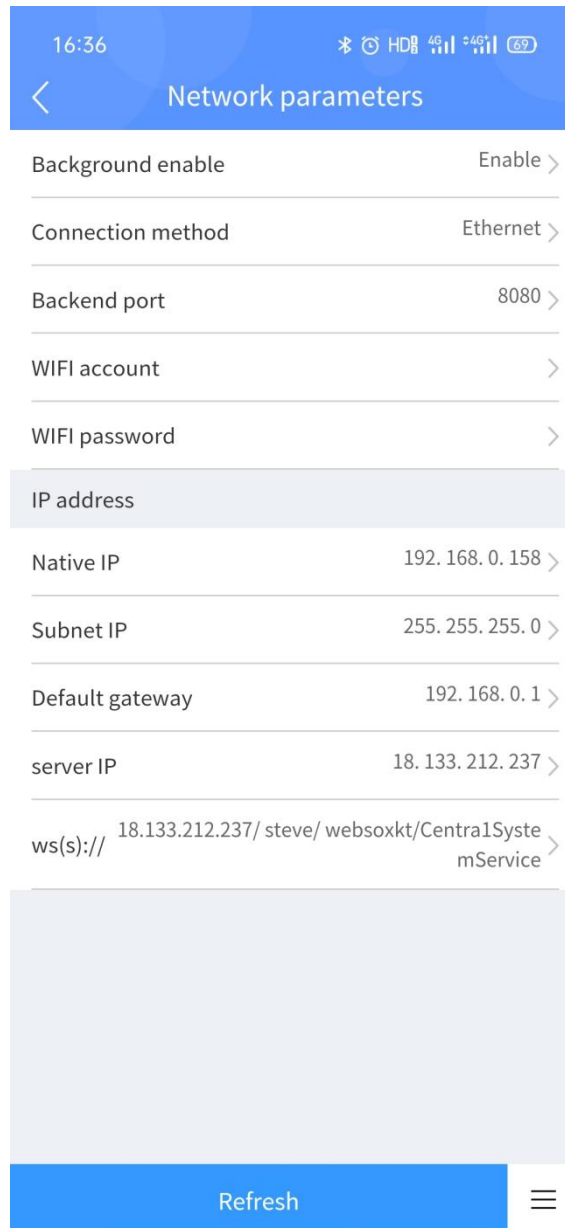 16:36 HD 4G 4G+ 69
Network parameters
Background enable Enable
Connection method Ethernet
Backend port 8080
WIFI account
WIFI password
IP address
Native IP 192. 168. 0. 158
Subnet IP 255. 255. 255. 0
Default gateway 192. 168. 0. 1
server IP 18. 133. 212. 237
ws(s):// 18.133.212.237/ steve/ websoxkt/Centra1Syste
mService
Refresh